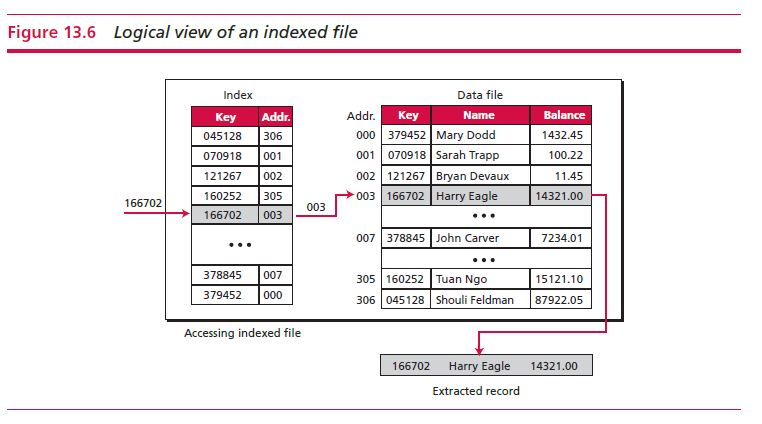 Figure 13.6 Logical view of an indexed file
Index
Key Addr.
045128 306
070918 001
121267 002
160252 305
166702 003
•••
378845 007
379452 000
166702
003
Accessing indexed file
Data file
Addr. Key Name Balance
000 379452 Mary Dodd 1432.45
001 070918 Sarah Trapp 100.22
002 121267 Bryan Devaux 11.45
003 166702 Harry Eagle 14321.00
•••
007 378845 John Carver 7234.01
•••
305 160252 Tuan Ngo 15121.10
306 045128 Shouli Feldman 87922.05
166702 Harry Eagle 14321.00
Extracted record